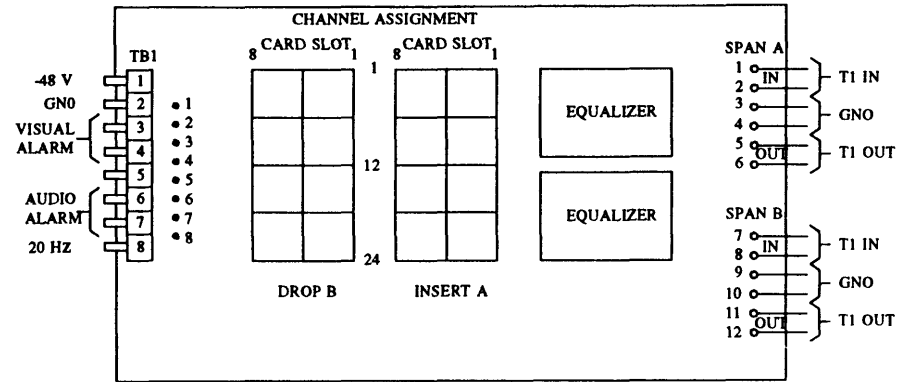 CHANNEL ASSIGNMENT
CARD SLOT CARD SLOT
8 1 8 1
TB1
-48 V 1
GN0 2
VISUAL ALARM 3
4
5
AUDIO ALARM 6
7
20 HZ 8
1
2
3
4
5
6
7
8
1
12
24
DROP B INSERT A
EQUALIZER
EQUALIZER
SPAN A
1 IN T1 IN
2
3 GNO
4
5 OUT T1 OUT
6
SPAN B
7 IN T1 IN
8
9 GNO
10
11 OUT T1 OUT
12